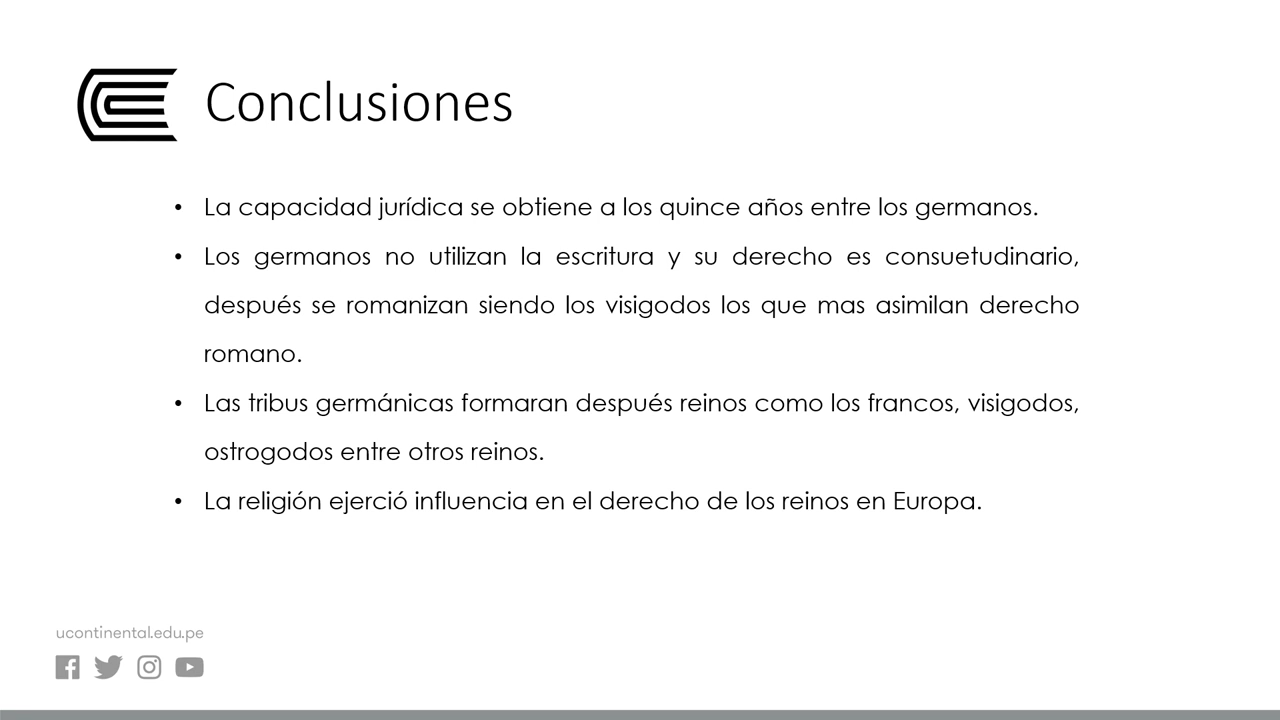 Conclusiones
• La capacidad jurídica se obtiene a los quince años entre los germanos.
• Los germanos no utilizan la escritura y su derecho es consuetudinario,
después se romanizan siendo los visigodos los que mas asimilan derecho
romano.
• Las tribus germánicas formaran después reinos como los francos, visigodos,
ostrogodos entre otros reinos.
• La religión ejerció influencia en el derecho de los reinos en Europa.
ucontinental.edu.pe